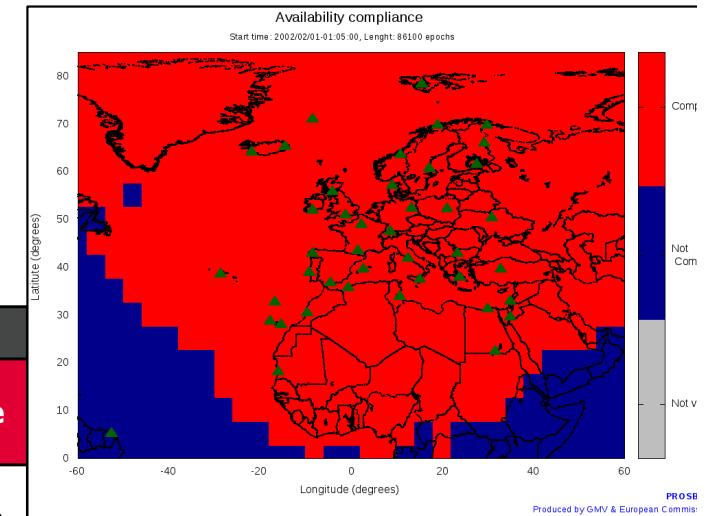 Availability compliance
Start time: 2002/02/01-01:05:00, Lenght: 86100 epochs
Latitute (degrees)
80
70
60
50
40
30
20
10
0
-60 -40 -20 0 20 40 60
Longitude (degrees)
Comp
Not
Com
Not v
e
PROSB
Produced by GMV & European Commiss